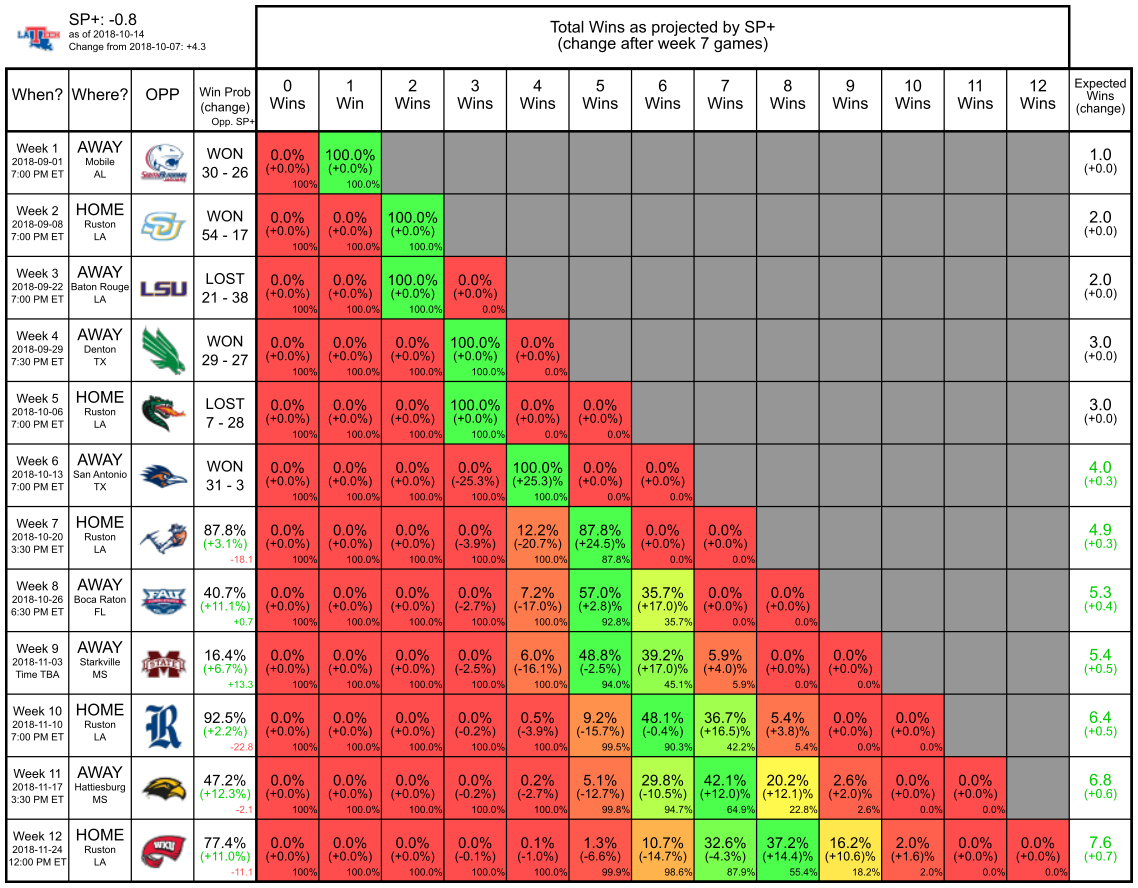 LA TECH
SP+: -0.8
as of 2018-10-14
Change from 2018-10-07: +4.3
Total Wins as projected by SP+
(change after week 7 games)
When? Where? OPP Win Prob (change) Opp. SP+ 0 Wins 1 Win 2 Wins 3 Wins 4 Wins 5 Wins 6 Wins 7 Wins 8 Wins 9 Wins 10 Wins 11 Wins 12 Wins Expected Wins (change)
Week 1 AWAY WON 0.0% 100.0% 1.0
2018-09-01 Mobile 30 - 26 (+0.0%) (+0.0%) (+0.0)
7:00 PM ET AL 100% 100.0%
Week 2 HOME WON 0.0% 0.0% 100.0% 2.0
2018-09-08 Ruston 54 - 17 (+0.0%) (+0.0%) (+0.0%) (+0.0)
7:00 PM ET LA 100% 100.0% 100.0%
Week 3 AWAY LSU LOST 0.0% 0.0% 100.0% 0.0% 2.0
2018-09-22 Baton Rouge 21 - 38 (+0.0%) (+0.0%) (+0.0%) (+0.0%) (+0.0)
7:00 PM ET LA 100% 100.0% 100.0% 0.0%
Week 4 AWAY WON 0.0% 0.0% 0.0% 100.0% 0.0% 3.0
2018-09-29 Denton 29 - 27 (+0.0%) (+0.0%) (+0.0%) (+0.0%) (+0.0%) (+0.0)
7:30 PM ET TX 100% 100.0% 100.0% 100.0% 0.0%
Week 5 HOME LOST 0.0% 0.0% 0.0% 100.0% 0.0% 0.0% 3.0
2018-10-06 Ruston 7 - 28 (+0.0%) (+0.0%) (+0.0%) (+0.0%) (+0.0%) (+0.0%) (+0.0)
7:00 PM ET LA 100% 100.0% 100.0% 100.0% 0.0% 0.0%
Week 6 AWAY WON 0.0% 0.0% 0.0% 0.0% 100.0% 0.0% 0.0% 4.0
2018-10-13 San Antonio 31 - 3 (+0.0%) (+0.0%) (+0.0%) (-25.3%) (+25.3)% (+0.0%) (+0.0%) (+0.3)
7:00 PM ET TX 100% 100.0% 100.0% 100.0% 100.0% 0.0% 0.0%
Week 7 HOME 87.8% 0.0% 0.0% 0.0% 0.0% 12.2% 87.8% 0.0% 0.0% 4.9
2018-10-20 Ruston (+3.1%) (+0.0%) (+0.0%) (+0.0%) (-3.9%) (-20.7%) (+24.5)% (+0.0%) (+0.0%) (+0.3)
3:30 PM ET LA -18.1 100% 100.0% 100.0% 100.0% 100.0% 87.8% 0.0% 0.0%
Week 8 AWAY FAU 40.7% 0.0% 0.0% 0.0% 0.0% 7.2% 57.0% 35.7% 0.0% 0.0% 5.3
2018-10-26 Boca Raton (+11.1%) (+0.0%) (+0.0%) (+0.0%) (-2.7%) (-17.0%) (+2.8)% (+17.0)% (+0.0%) (+0.0%) (+0.4)
6:30 PM ET FL +0.7 100% 100.0% 100.0% 100.0% 100.0% 92.8% 35.7% 0.0% 0.0%
Week 9 AWAY STATE 16.4% 0.0% 0.0% 0.0% 0.0% 6.0% 48.8% 39.2% 5.9% 0.0% 0.0% 5.4
2018-11-03 Starkville (+6.7%) (+0.0%) (+0.0%) (+0.0%) (-2.5%) (-16.1%) (-2.5%) (+17.0)% (+4.0)% (+0.0%) (+0.0%) (+0.5)
Time TBA MS +13.3 100% 100.0% 100.0% 100.0% 100.0% 94.0% 45.1% 5.9% 0.0% 0.0%
Week 10 HOME R 92.5% 0.0% 0.0% 0.0% 0.0% 0.5% 9.2% 48.1% 36.7% 5.4% 0.0% 0.0% 6.4
2018-11-10 Ruston (+2.2%) (+0.0%) (+0.0%) (+0.0%) (-0.2%) (-3.9%) (-15.7%) (-0.4%) (+16.5)% (+3.8)% (+0.0%) (+0.0%) (+0.5)
7:00 PM ET LA -22.8 100% 100.0% 100.0% 100.0% 100.0% 99.5% 90.3% 42.2% 5.4% 0.0% 0.0%
Week 11 AWAY 47.2% 0.0% 0.0% 0.0% 0.0% 0.2% 5.1% 29.8% 42.1% 20.2% 2.6% 0.0% 0.0% 6.8
2018-11-17 Hattiesburg (+12.3%) (+0.0%) (+0.0%) (+0.0%) (-0.2%) (-2.7%) (-12.7%) (-10.5%) (+12.0)% (+12.1)% (+2.0)% (+0.0%) (+0.0%) (+0.6)
3:30 PM ET MS -2.1 100% 100.0% 100.0% 100.0% 100.0% 99.8% 94.7% 64.9% 22.8% 2.6% 0.0% 0.0%
Week 12 HOME WKU 77.4% 0.0% 0.0% 0.0% 0.0% 0.1% 1.3% 10.7% 32.6% 37.2% 16.2% 2.0% 0.0% 0.0% 7.6
2018-11-24 Ruston (+11.0%) (+0.0%) (+0.0%) (+0.0%) (-0.1%) (-1.0%) (-6.6%) (-14.7%) (-4.3%) (+14.4)% (+10.6)% (+1.6)% (+0.0%) (+0.0%) (+0.7)
12:00 PM ET LA -11.1 100% 100.0% 100.0% 100.0% 100.0% 99.9% 98.6% 87.9% 55.4% 18.2% 2.0% 0.0% 0.0%